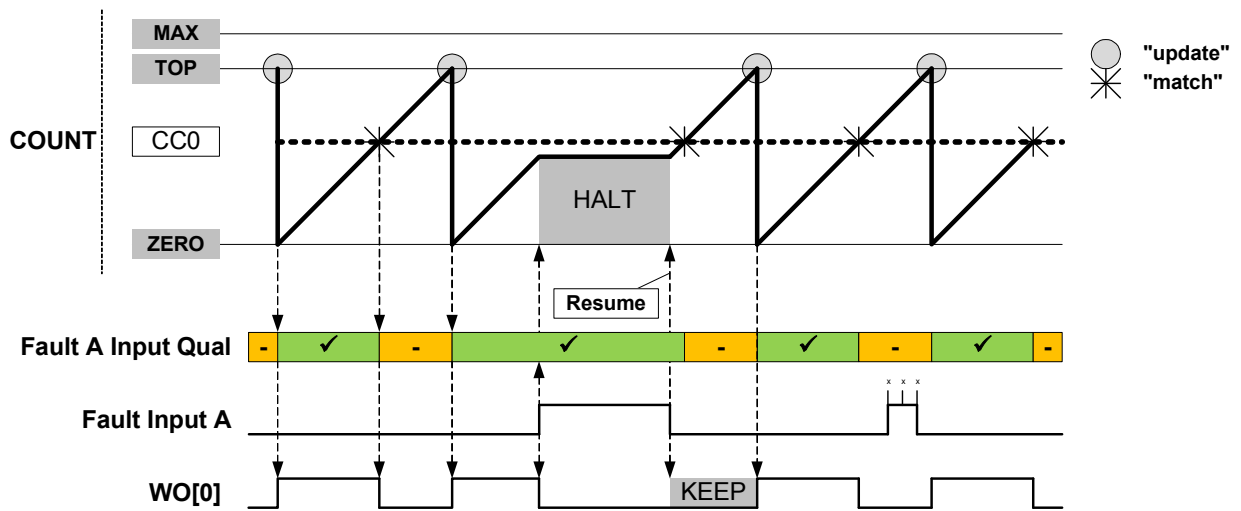 MAX
TOP
"update"
"match"
COUNT
CC0
HALT
ZERO
Resume
Fault A Input Qual
- ✓ - ✓ - ✓ - ✓ -
x x x
Fault Input A
WO[0]
KEEP